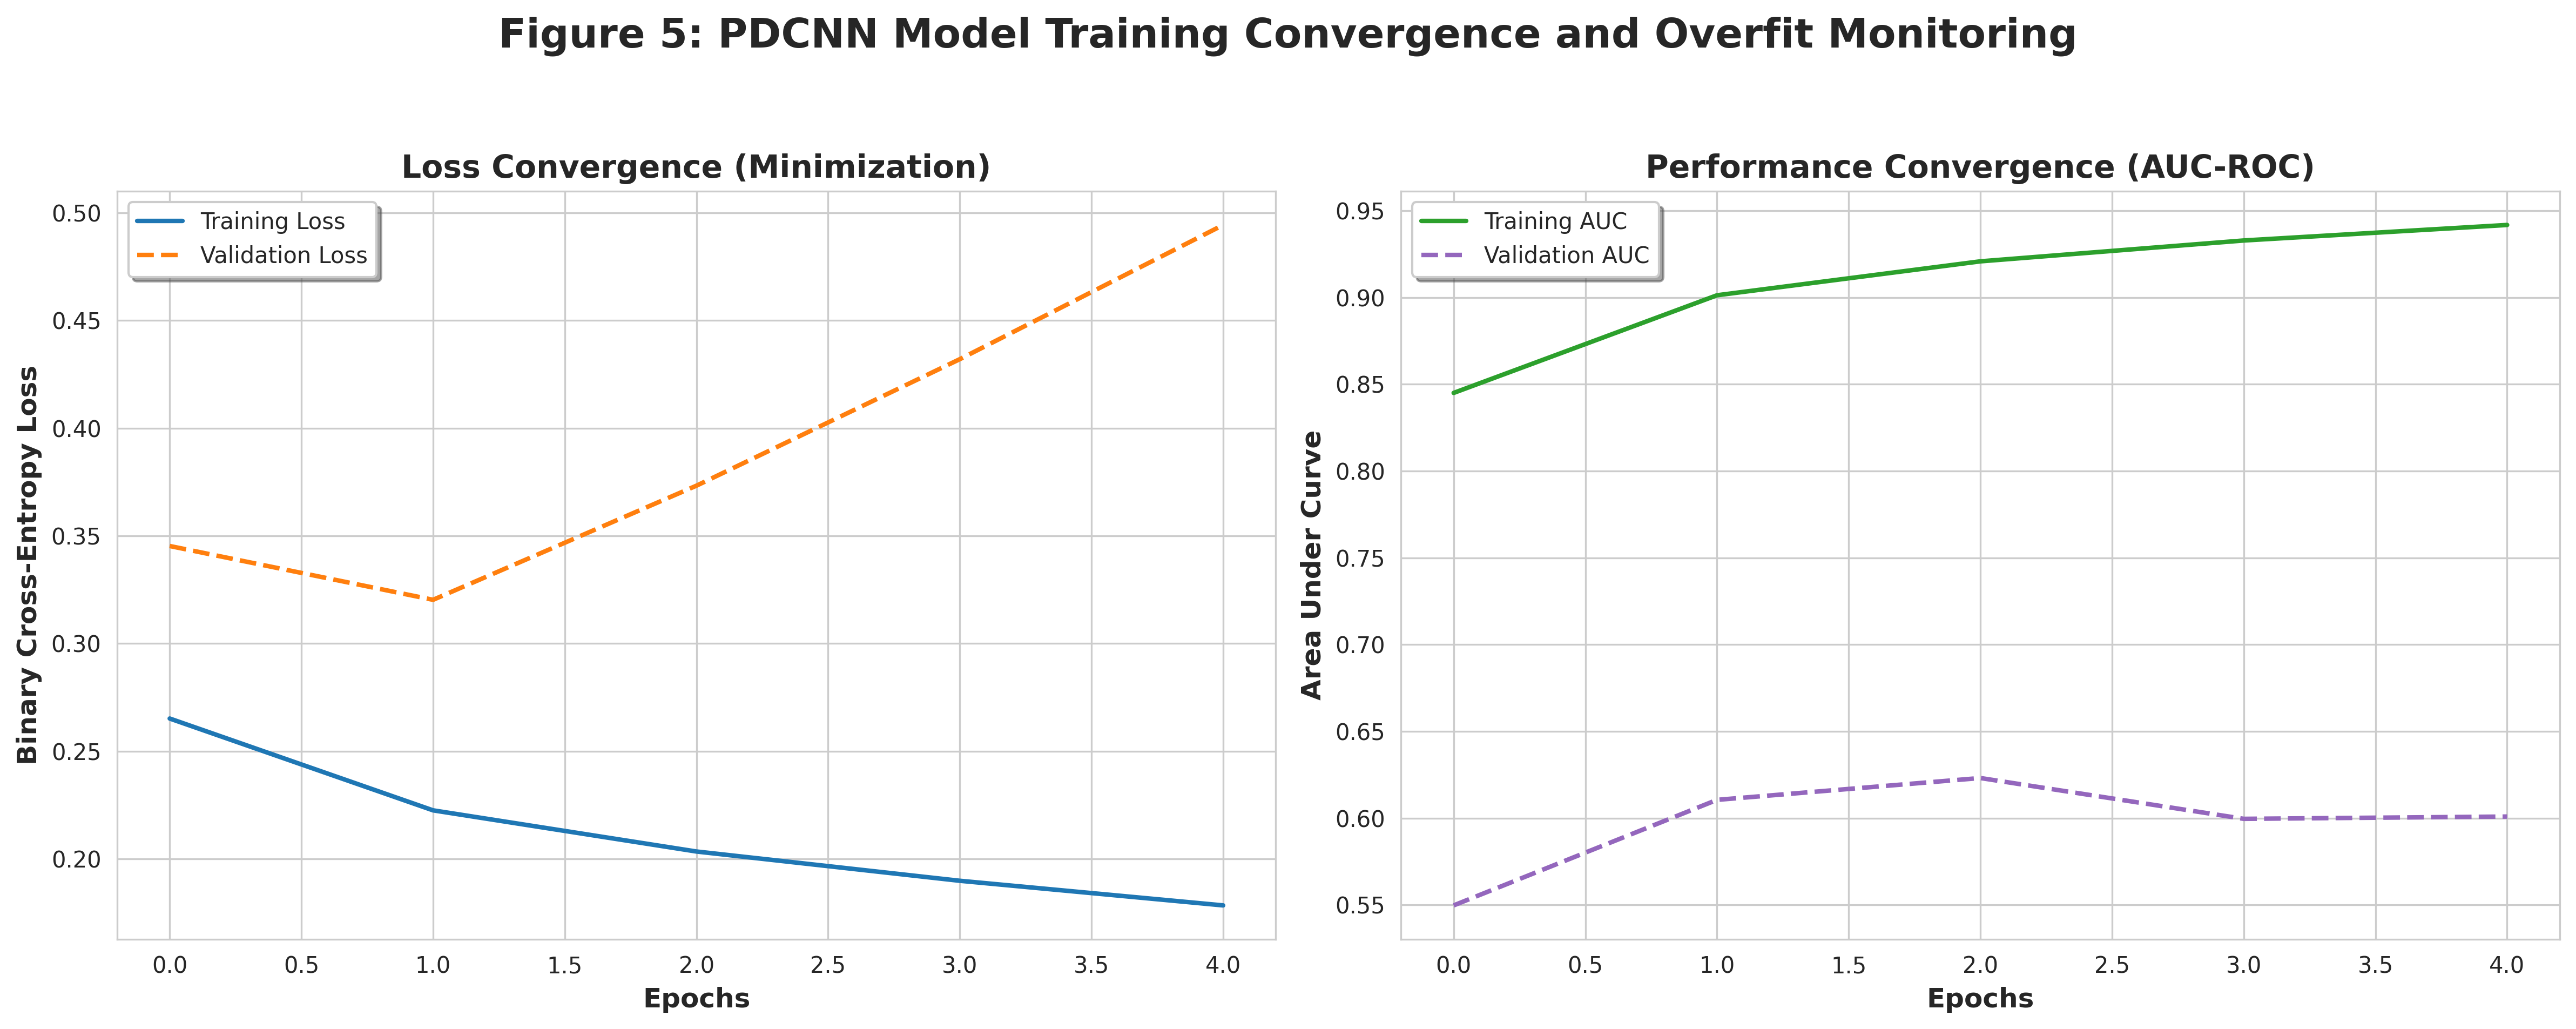 Figure 5: PDCNN Model Training Convergence and Overfit Monitoring
Loss Convergence (Minimization)
Training Loss
Validation Loss
Binary Cross-Entropy Loss
0.50
0.45
0.40
0.35
0.30
0.25
0.20
0.0 0.5 1.0 1.5 2.0 2.5 3.0 3.5 4.0
Epochs
Performance Convergence (AUC-ROC)
Training AUC
Validation AUC
Area Under Curve
0.95
0.90
0.85
0.80
0.75
0.70
0.65
0.60
0.55
0.0 0.5 1.0 1.5 2.0 2.5 3.0 3.5 4.0
Epochs